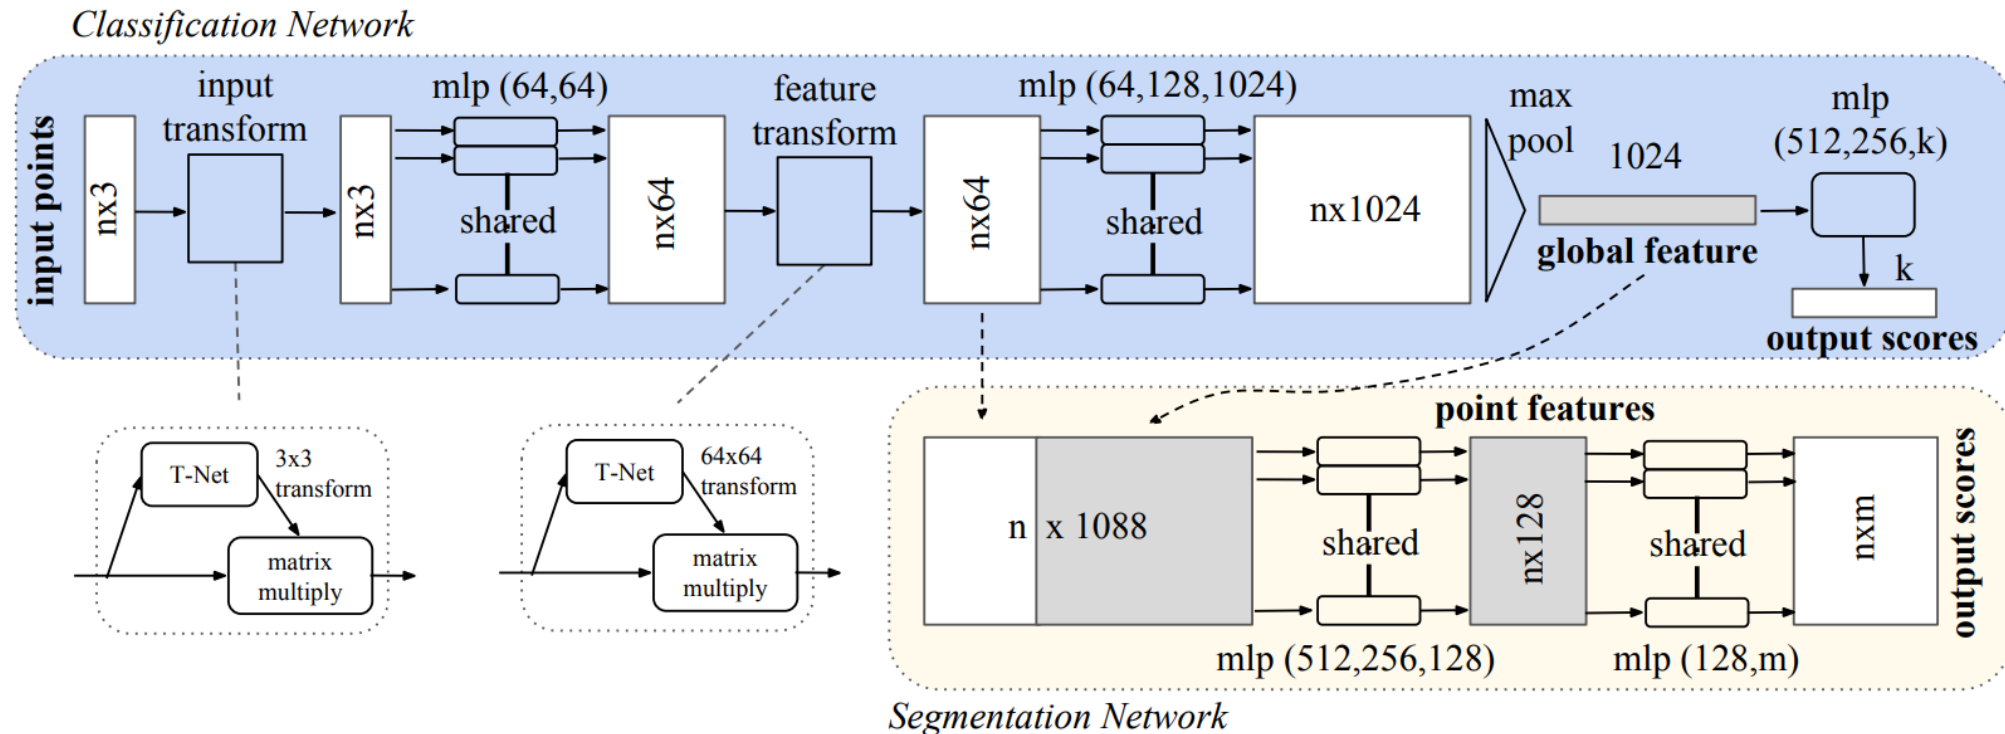 Classification Network
input points
nx3
input
transform
nx3
mlp (64,64)
shared
nx64
feature
transform
nx64
mlp (64,128,1024)
shared
nx1024
max
pool
1024
global feature
mlp
(512,256,k)
k
output scores
T-Net
3x3
transform
matrix
multiply
T-Net
64x64
transform
matrix
multiply
point features
n x 1088
shared
mlp (512,256,128)
nx128
shared
mlp (128,m)
nxm
output scores
Segmentation Network